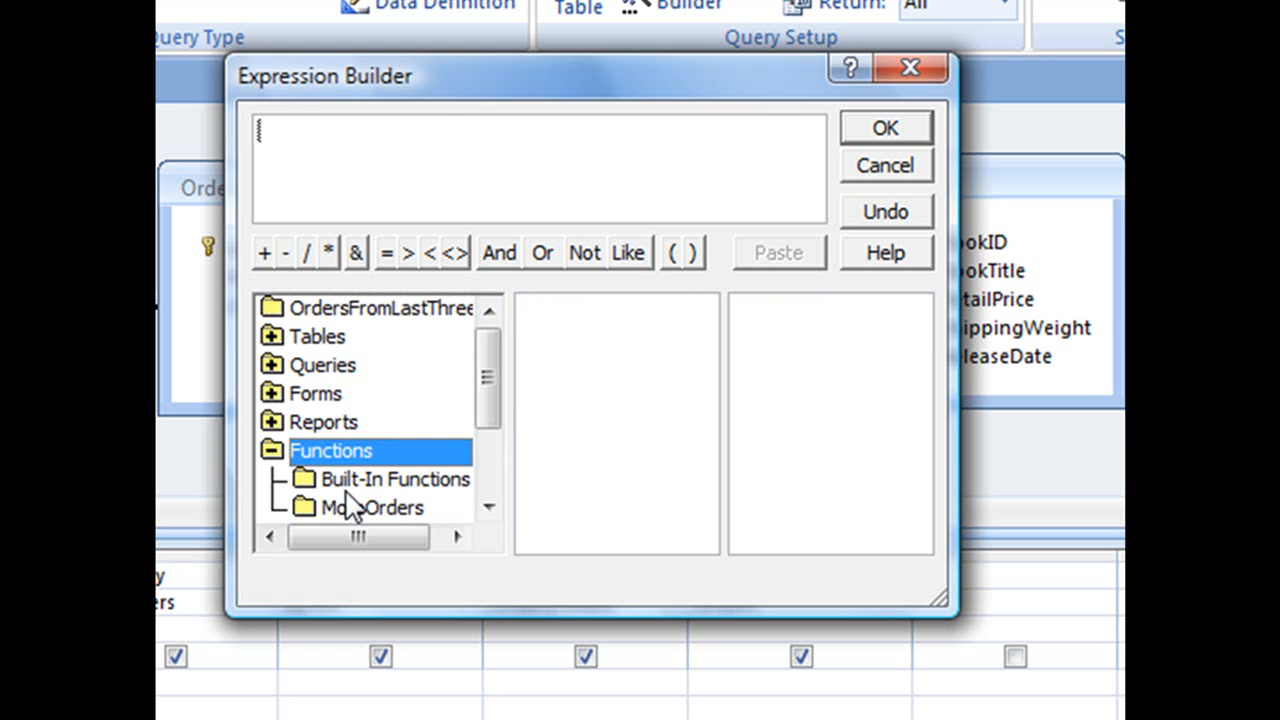 Data Definition
Table Builder Return: All
Query Type Query Setup S
Expression Builder
?
OK
Cancel
Undo
+ - / * & = > < <> And Or Not Like ( ) Paste Help
Orde
ookID
ookTitle
etailPrice
ippingWeight
leaseDate
OrdersFromLastThree
Tables
Queries
Forms
Reports
Functions
Built-In Functions
Orders
y
ers